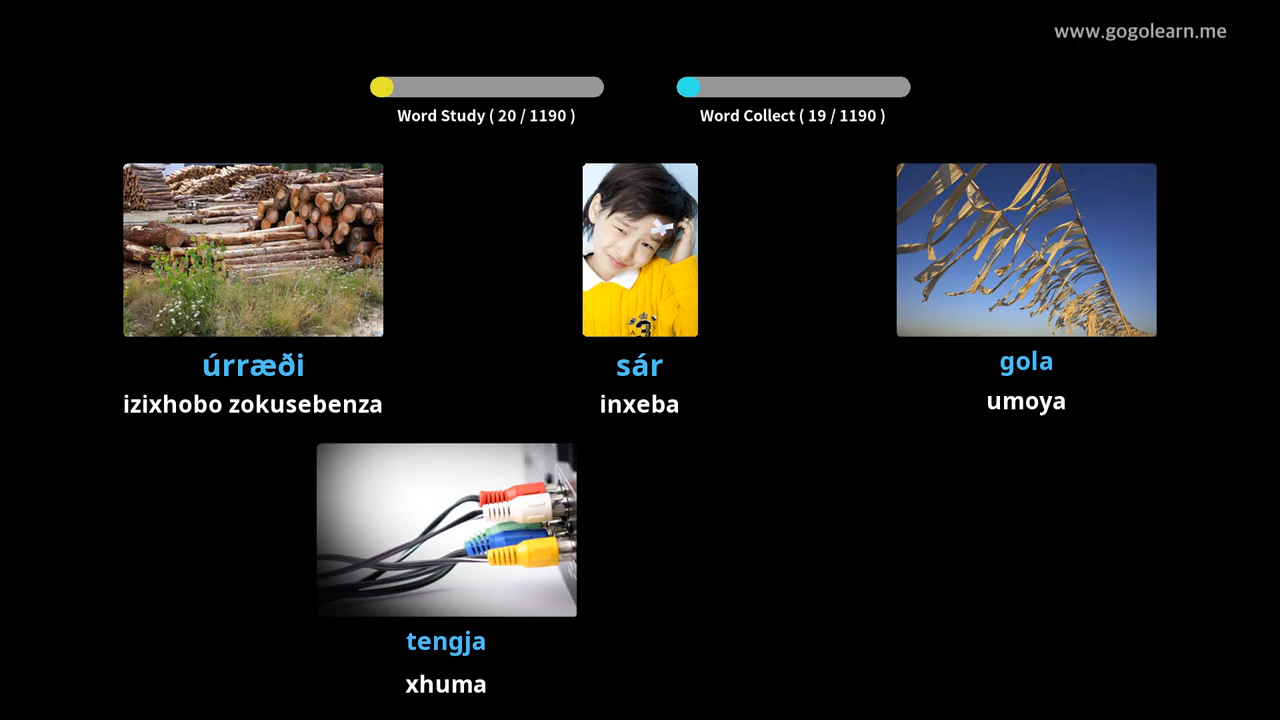 www.gogolearn.me
Word Study ( 20 / 1190 )
Word Collect ( 19 / 1190 )
úrræði
izixhobo zokusebenza
sár
inxeba
gola
umoya
tengja
xhuma
3